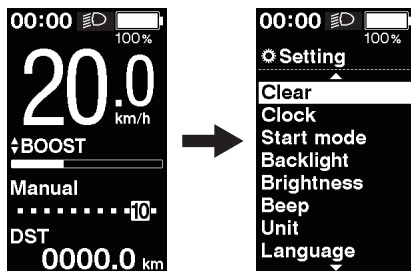 00:00
100%
20.0
km/h
BOOST
Manual
10
DST
0000.0 km
00:00
100%
Setting
Clear
Clock
Start mode
Backlight
Brightness
Beep
Unit
Language